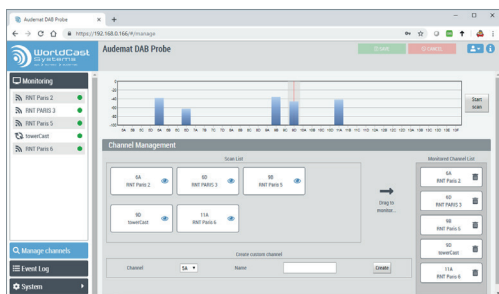 Audemat DAB Probe
https://192.168.0.166/#/manage
WorldCast
Systems
Audemat DAB Probe
Monitoring
RNT Paris 2
RNT PARIS 3
RNT Paris 5
towerCast
RNT Paris 6
Start
scan
Channel Management
Scan List
Monitored Channel List
6A
RNT Paris 2
6D
RNT PARIS 3
9B
RNT Paris 5
9D
towerCast
11A
RNT Paris 6
Drag to
monitor...
6A
RNT Paris 2
6D
RNT PARIS 3
9B
RNT Paris 5
9D
towerCast
11A
RNT Paris 6
Create custom channel
Channel
5A
Name
Create
Manage channels
Event Log
System